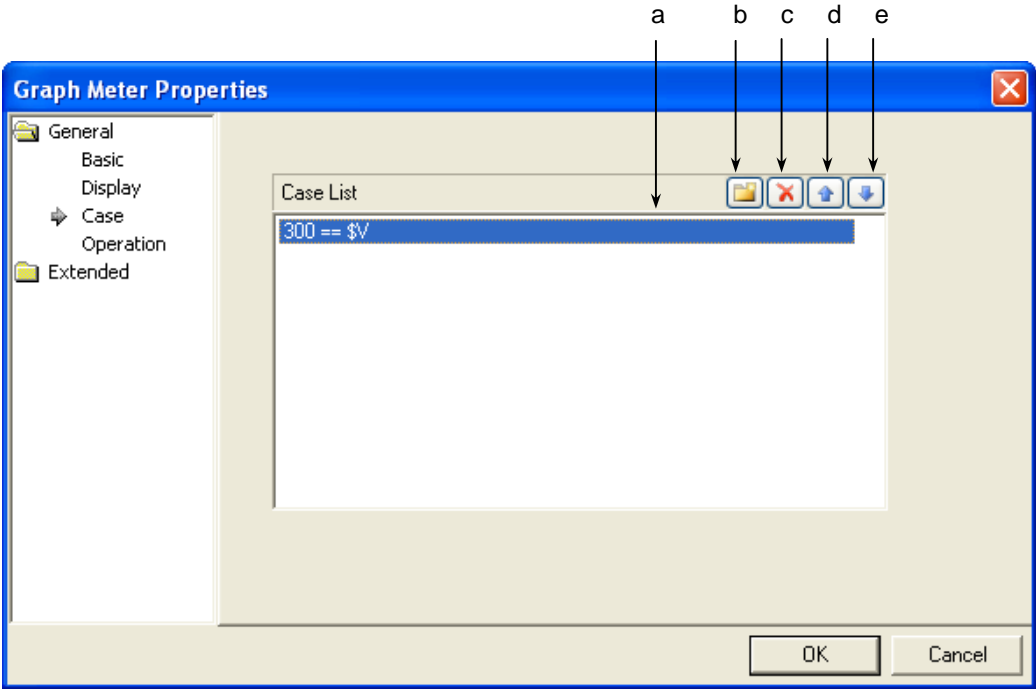 a b c d e
Graph Meter Properties
General
Basic
Display
Case
Operation
Extended
Case List
300 == $V
OK Cancel